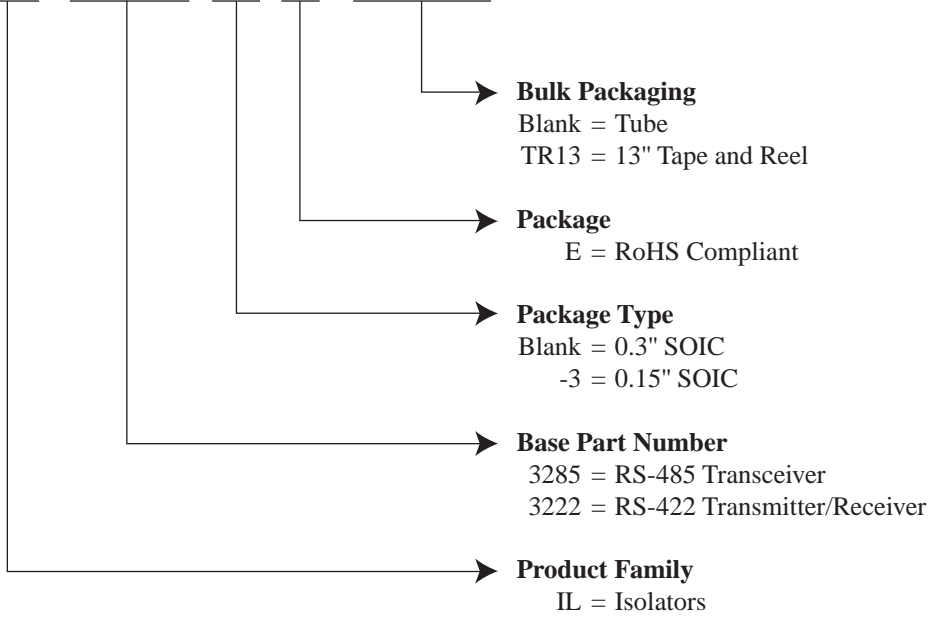 Bulk Packaging
Blank = Tube
TR13 = 13" Tape and Reel
Package
E = RoHS Compliant
Package Type
Blank = 0.3" SOIC
-3 = 0.15" SOIC
Base Part Number
3285 = RS-485 Transceiver
3222 = RS-422 Transmitter/Receiver
Product Family
IL = Isolators